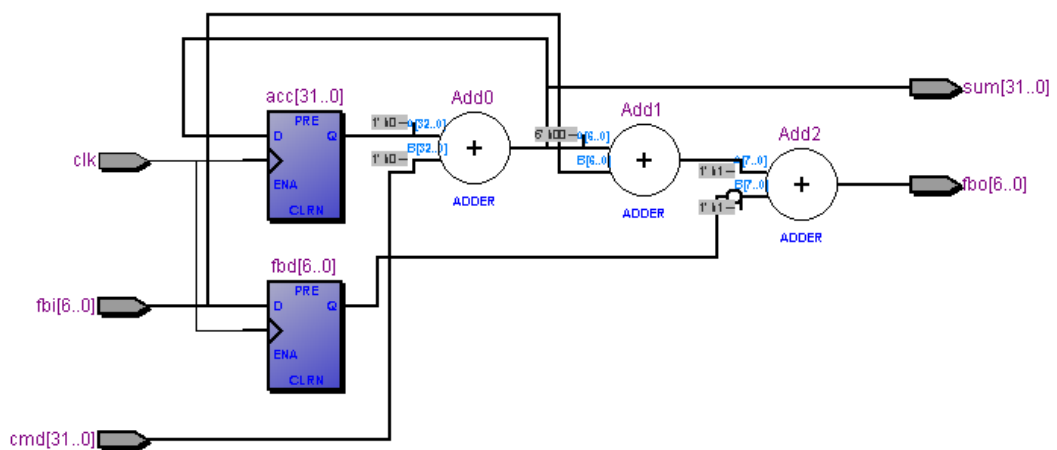 acc[31..0]
PRE
D
Q
ENA
CLRN
1' h0
A[32..0]
B[32..0]
1' h0
Add0
+
ADDER
6' h00
A[6..0]
B[6..0]
Add1
+
ADDER
1' h1
A[7..0]
B[7..0]
1' h1
Add2
+
ADDER
sum[31..0]
fbo[6..0]
clk
fbd[6..0]
PRE
D
Q
ENA
CLRN
fbi[6..0]
cmd[31..0]